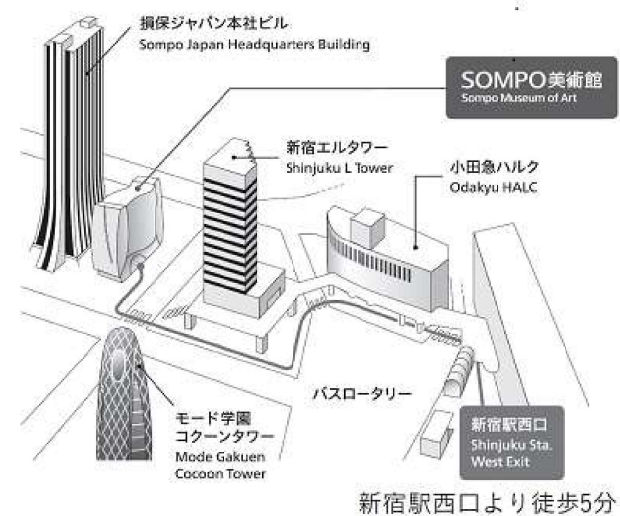 損保ジャパン本社ビル
Sompo Japan Headquarters Building
SOMPO美術館
Sompo Museum of Art
新宿エルタワー
Shinjuku L Tower
小田急ハルク
Odakyu HALC
バスロータリー
モード学園
コクーンタワー
Mode Gakuen
Cocoon Tower
新宿駅西口
Shinjuku Sta.
West Exit
新宿駅西口より徒歩5分